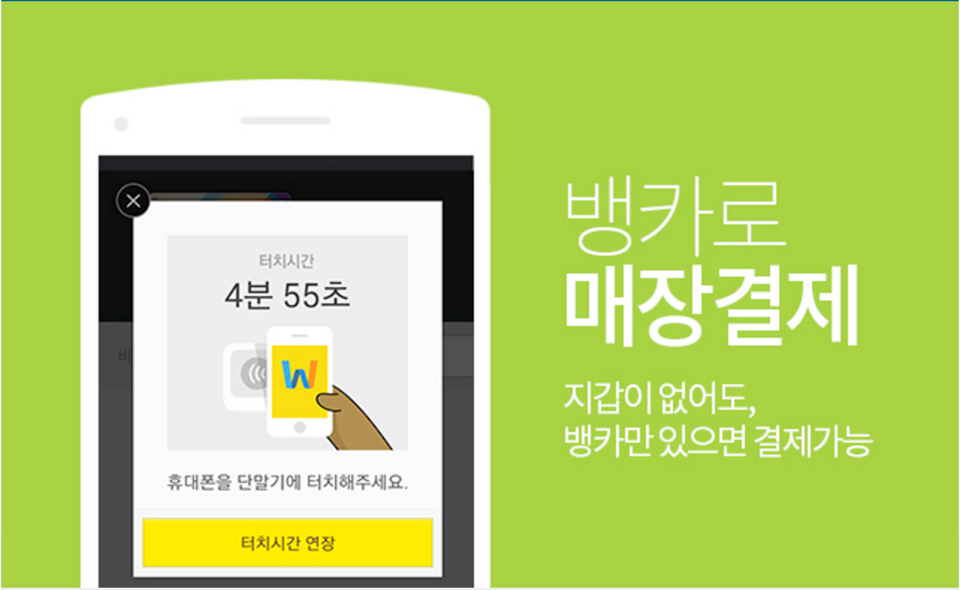 터치시간
4분 55초
W
휴대폰을 단말기에 터치해주세요.
터치시간 연장
뱅카로
매장결제
지갑이 없어도,
뱅카만 있으면 결제가능